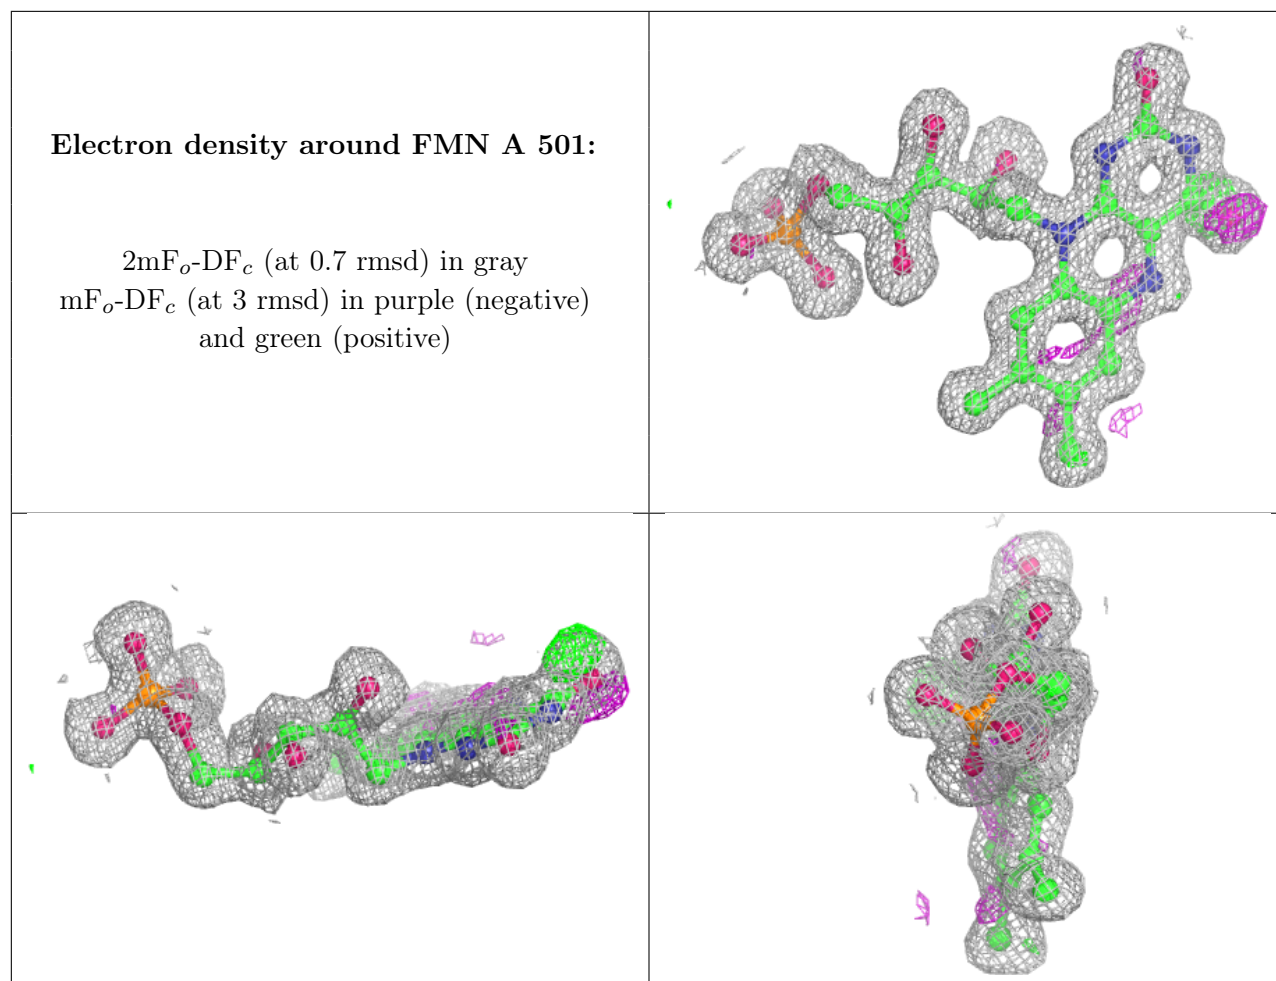 Electron density around FMN A 501:
2mFo-DFc (at 0.7 rmsd) in gray
mFo-DFc (at 3 rmsd) in purple (negative)
and green (positive)